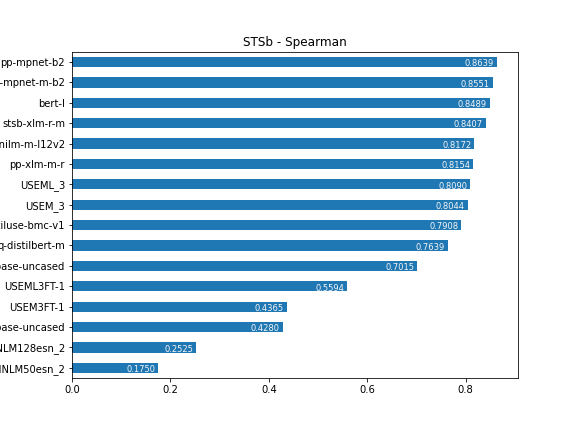 STSb - Spearman
pp-mpnet-b2 0.8639
-mpnet-m-b2 0.8551
bert-l 0.8489
stsb-xlm-r-m 0.8407
nilm-m-l12v2 0.8172
pp-xlm-m-r 0.8154
USEML_3 0.8090
USEM_3 0.8044
tiluse-bmc-v1 0.7908
q-distilbert-m 0.7639
base-uncased 0.7015
USEML3FT-1 0.5594
USEM3FT-1 0.4365
base-uncased 0.4280
NLM128esn_2 0.2525
NLM50esn_2 0.1750
0.0 0.2 0.4 0.6 0.8